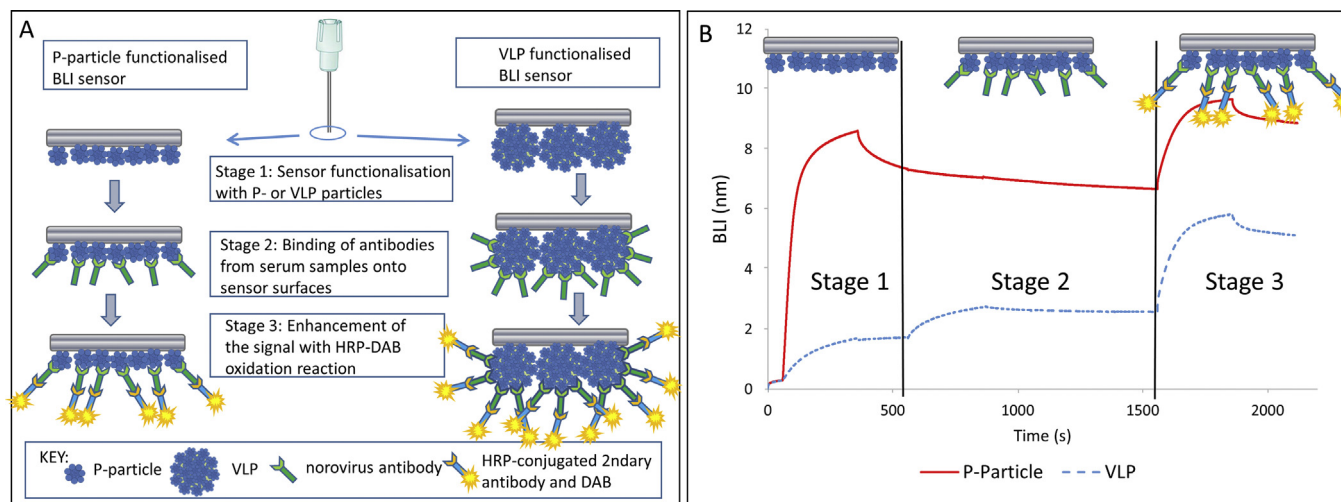 A
P-particle functionalised
BLI sensor
VLP functionalised
BLI sensor
Stage 1: Sensor functionalisation
with P- or VLP particles
Stage 2: Binding of antibodies
from serum samples onto
sensor surfaces
Stage 3: Enhancement of
the signal with HRP-DAB
oxidation reaction
KEY:
P-particle
VLP
norovirus antibody
HRP-conjugated 2ndary
antibody and DAB
B
12
10
8
6
4
2
0
BLI (nm)
Stage 1
Stage 2
Stage 3
0
500
1000
1500
2000
Time (s)
P-Particle
VLP